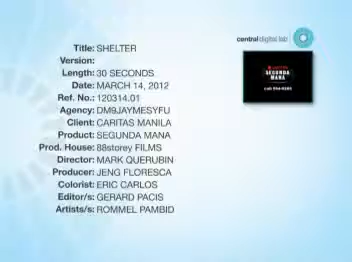 central digital lab
Title: SHELTER
Version:
Length: 30 SECONDS
Date: MARCH 14, 2012
Ref. No.: 120314.01
Agency: DM9JAYMESYFU
Client: CARITAS MANILA
Product: SEGUNDA MANA
Prod. House: 88storey FILMS
Director: MARK QUERUBIN
Producer: JENG FLORESCA
Colorist: ERIC CARLOS
Editor/s: GERARD PACIS
Artists/s: ROMMEL PAMBID
SEGUNDA
MANA